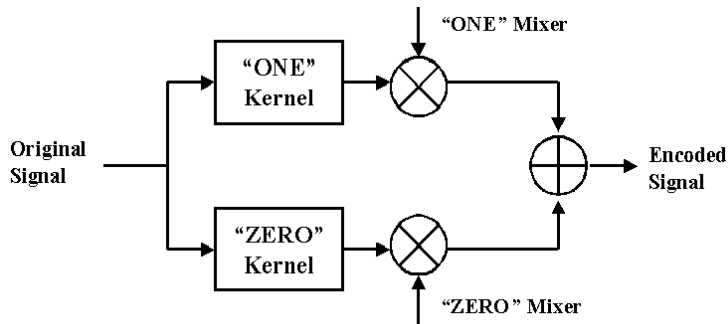 “ONE” Mixer
“ONE”
Kernel
Original
Signal
Encoded
Signal
“ZERO”
Kernel
“ZERO” Mixer